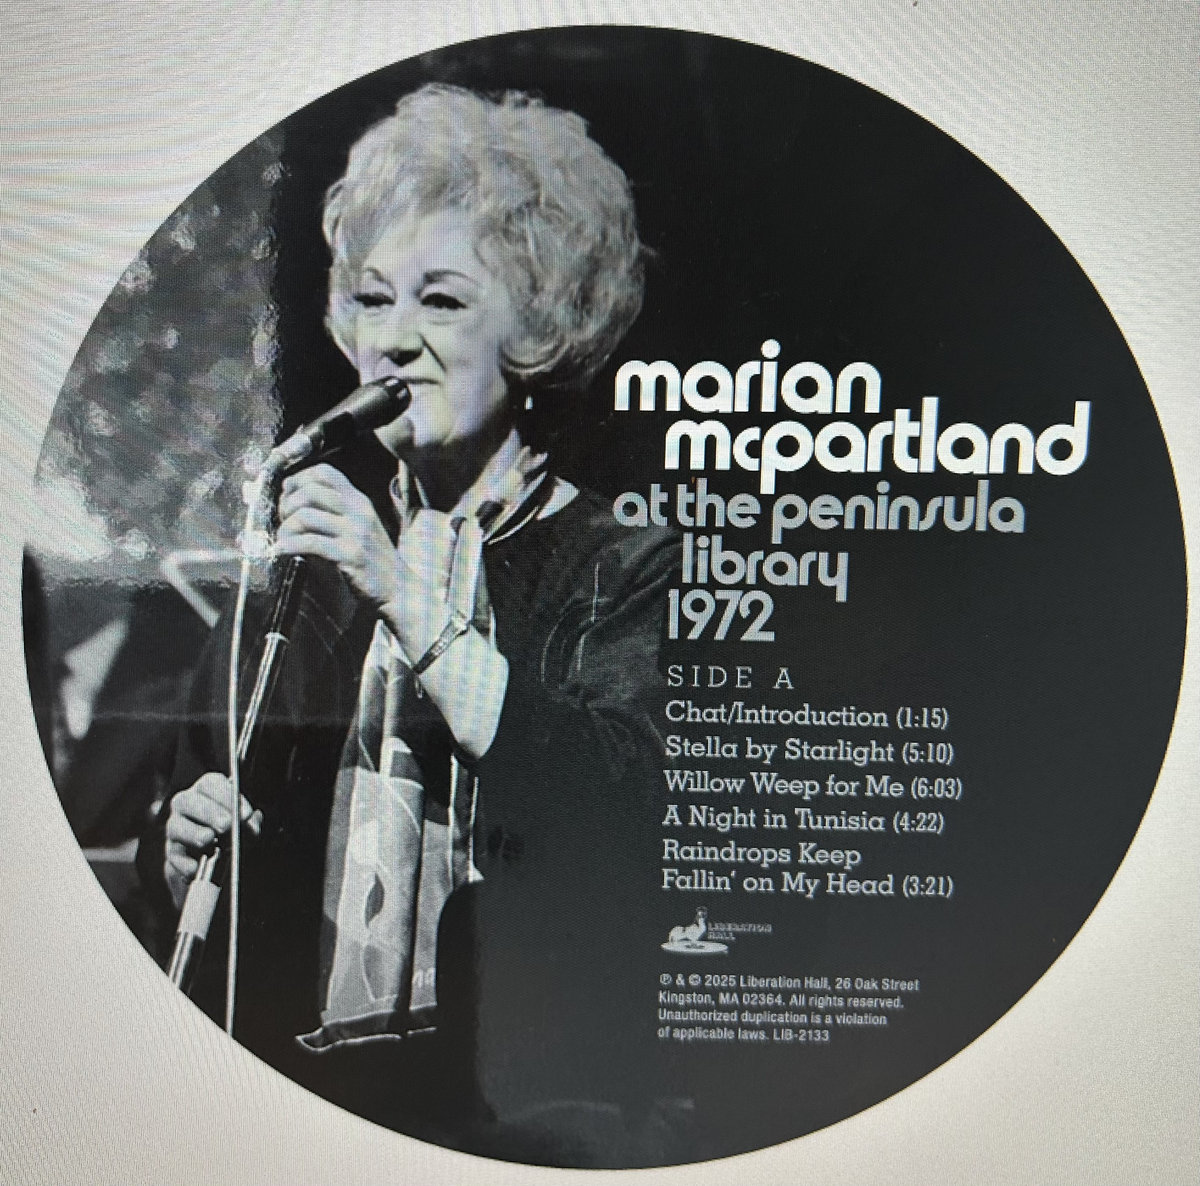 marian
mcpartland
at the peninsula
library
1972
SIDE A
Chat/Introduction (1:15)
Stella by Starlight (5:10)
Willow Weep for Me (6:03)
A Night in Tunisia (4:22)
Raindrops Keep
Fallin' on My Head (3:21)
LIBERATION
HALL
℗ & © 2025 Liberation Hall, 26 Oak Street
Kingston, MA 02364. All rights reserved.
Unauthorized duplication is a violation
of applicable laws. LIB-2133